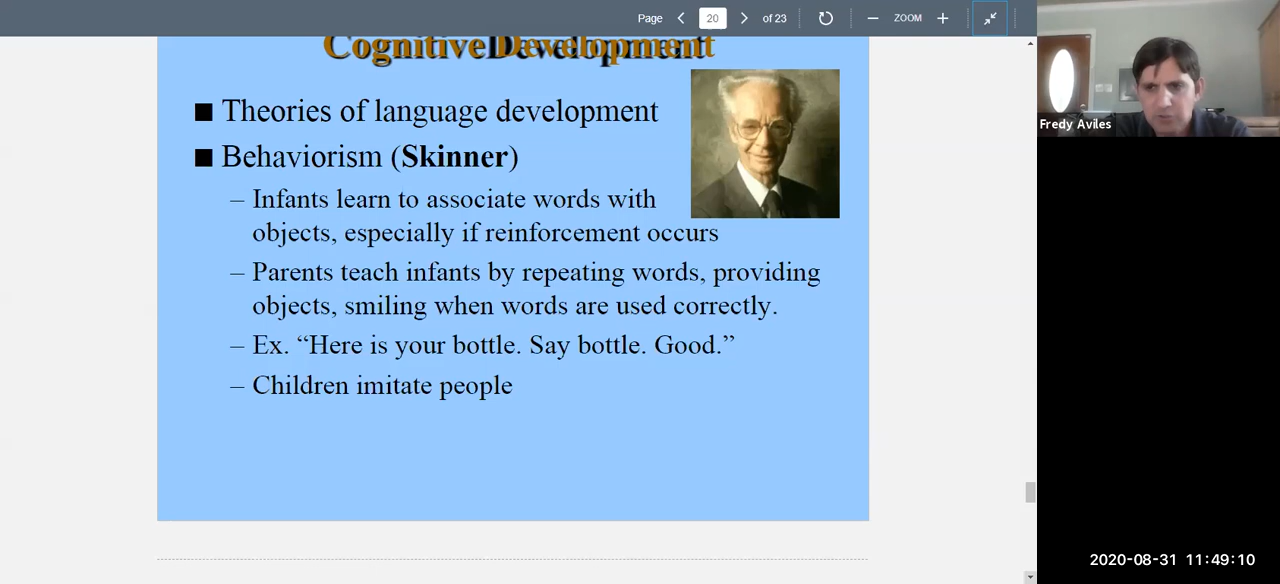 Page 20 of 23 ZOOM
Cognitive Development
■ Theories of language development
■ Behaviorism (Skinner)
– Infants learn to associate words with
objects, especially if reinforcement occurs
– Parents teach infants by repeating words, providing
objects, smiling when words are used correctly.
– Ex. “Here is your bottle. Say bottle. Good.”
– Children imitate people
Fredy Aviles
2020-08-31 11:49:10